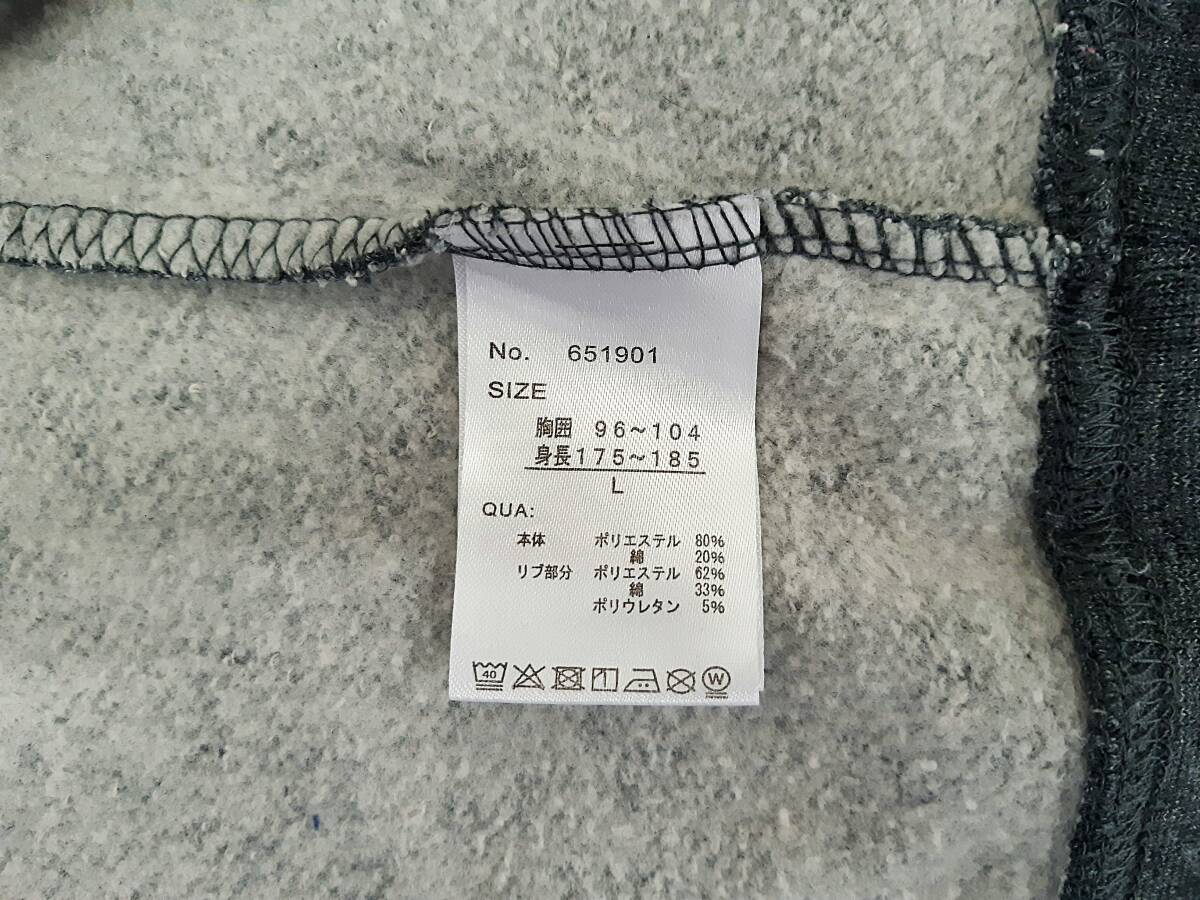 No. 651901
SIZE
胸囲 96~104
身長175~185
L
QUA:
本体 ポリエステル 80%
綿 20%
リブ部分 ポリエステル 62%
綿 33%
ポリウレタン 5%
40 W